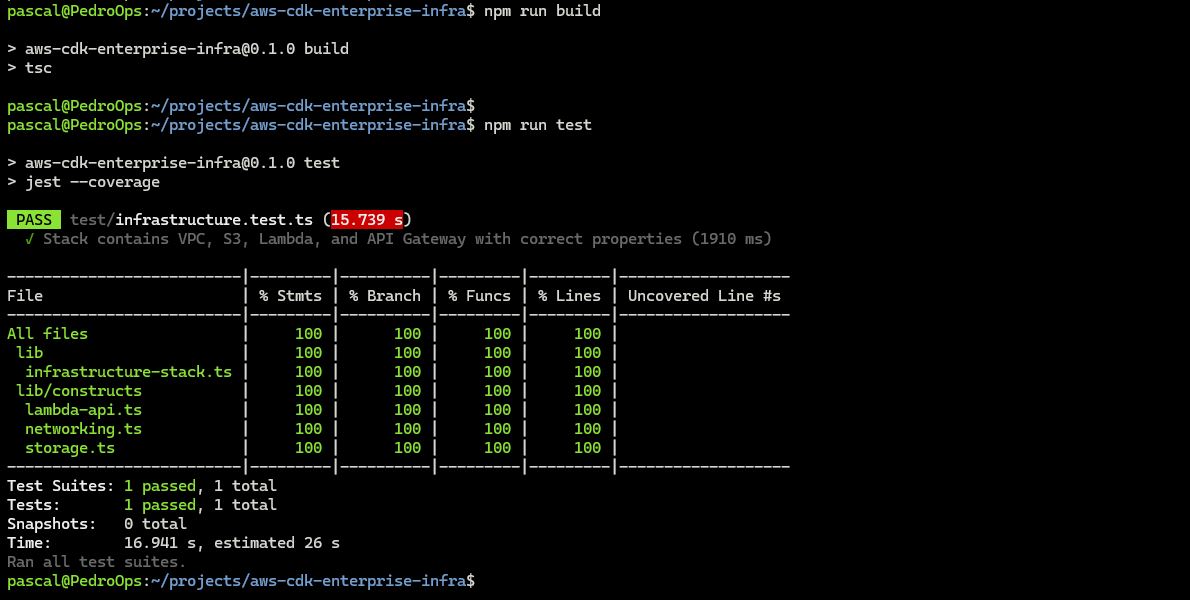 pascal@PedroOps:~/projects/aws-cdk-enterprise-infra$ npm run build
> aws-cdk-enterprise-infra@0.1.0 build
> tsc
pascal@PedroOps:~/projects/aws-cdk-enterprise-infra$
pascal@PedroOps:~/projects/aws-cdk-enterprise-infra$ npm run test
> aws-cdk-enterprise-infra@0.1.0 test
> jest --coverage
PASS test/infrastructure.test.ts (15.739 s)
√ Stack contains VPC, S3, Lambda, and API Gateway with correct properties (1910 ms)
--------------------------|---------|----------|---------|---------|-------------------
File                      | % Stmts | % Branch | % Funcs | % Lines | Uncovered Line #s
--------------------------|---------|----------|---------|---------|-------------------
All files                 |     100 |      100 |     100 |     100 |
 lib                      |     100 |      100 |     100 |     100 |
  infrastructure-stack.ts |     100 |      100 |     100 |     100 |
 lib/constructs           |     100 |      100 |     100 |     100 |
  lambda-api.ts           |     100 |      100 |     100 |     100 |
  networking.ts           |     100 |      100 |     100 |     100 |
  storage.ts              |     100 |      100 |     100 |     100 |
--------------------------|---------|----------|---------|---------|-------------------
Test Suites: 1 passed, 1 total
Tests:       1 passed, 1 total
Snapshots:   0 total
Time:        16.941 s, estimated 26 s
Ran all test suites.
pascal@PedroOps:~/projects/aws-cdk-enterprise-infra$